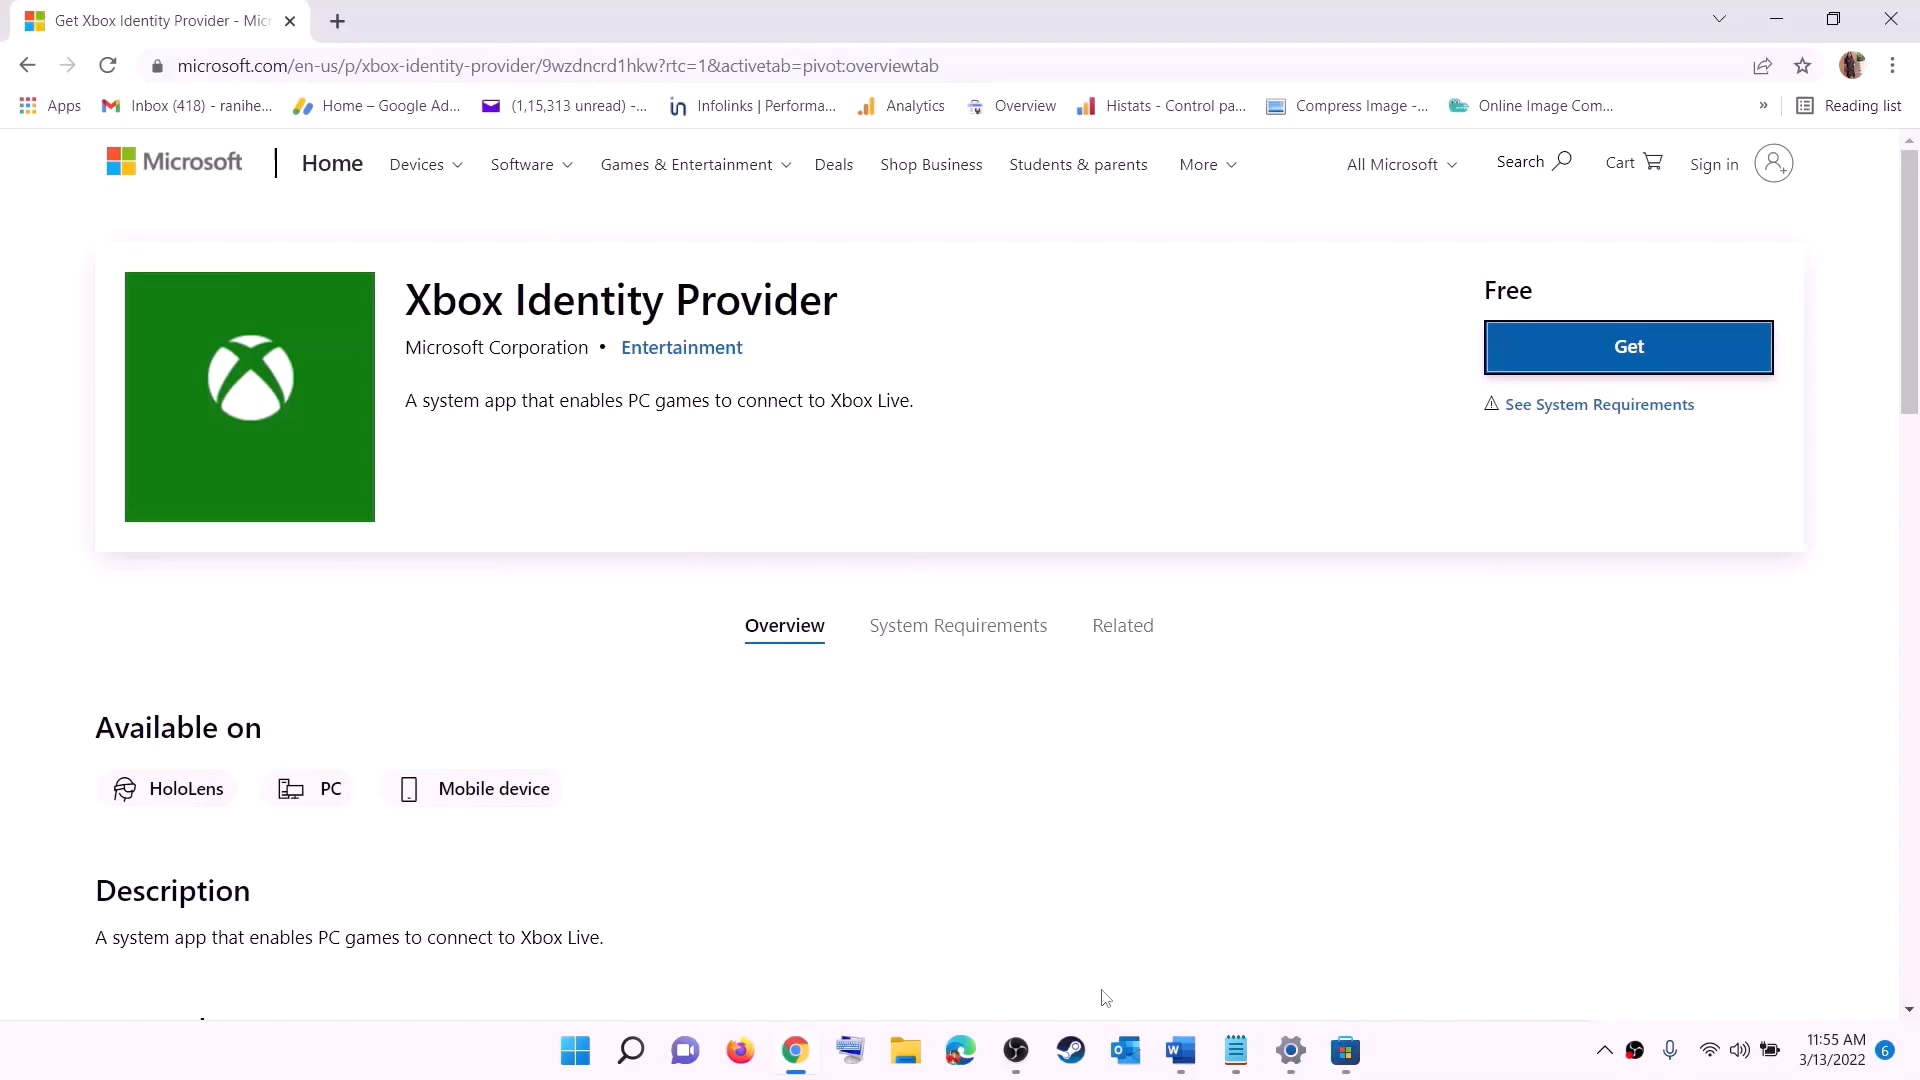 Get Xbox Identity Provider - Micr
microsoft.com/en-us/p/xbox-identity-provider/9wzdncrd1hkw?rtc=1&activetab=pivot:overviewtab
Apps Inbox (418) - ranihe... Home – Google Ad... (1,15,313 unread) -... Infolinks | Performa... Analytics Overview Histats - Control pa... Compress Image -... Online Image Com... » Reading list
Microsoft Home Devices Software Games & Entertainment Deals Shop Business Students & parents More All Microsoft Search Cart Sign in
Xbox Identity Provider
Microsoft Corporation • Entertainment
A system app that enables PC games to connect to Xbox Live.
Free
Get
See System Requirements
Overview System Requirements Related
Available on
HoloLens PC Mobile device
Description
A system app that enables PC games to connect to Xbox Live.
11:55 AM
3/13/2022 6